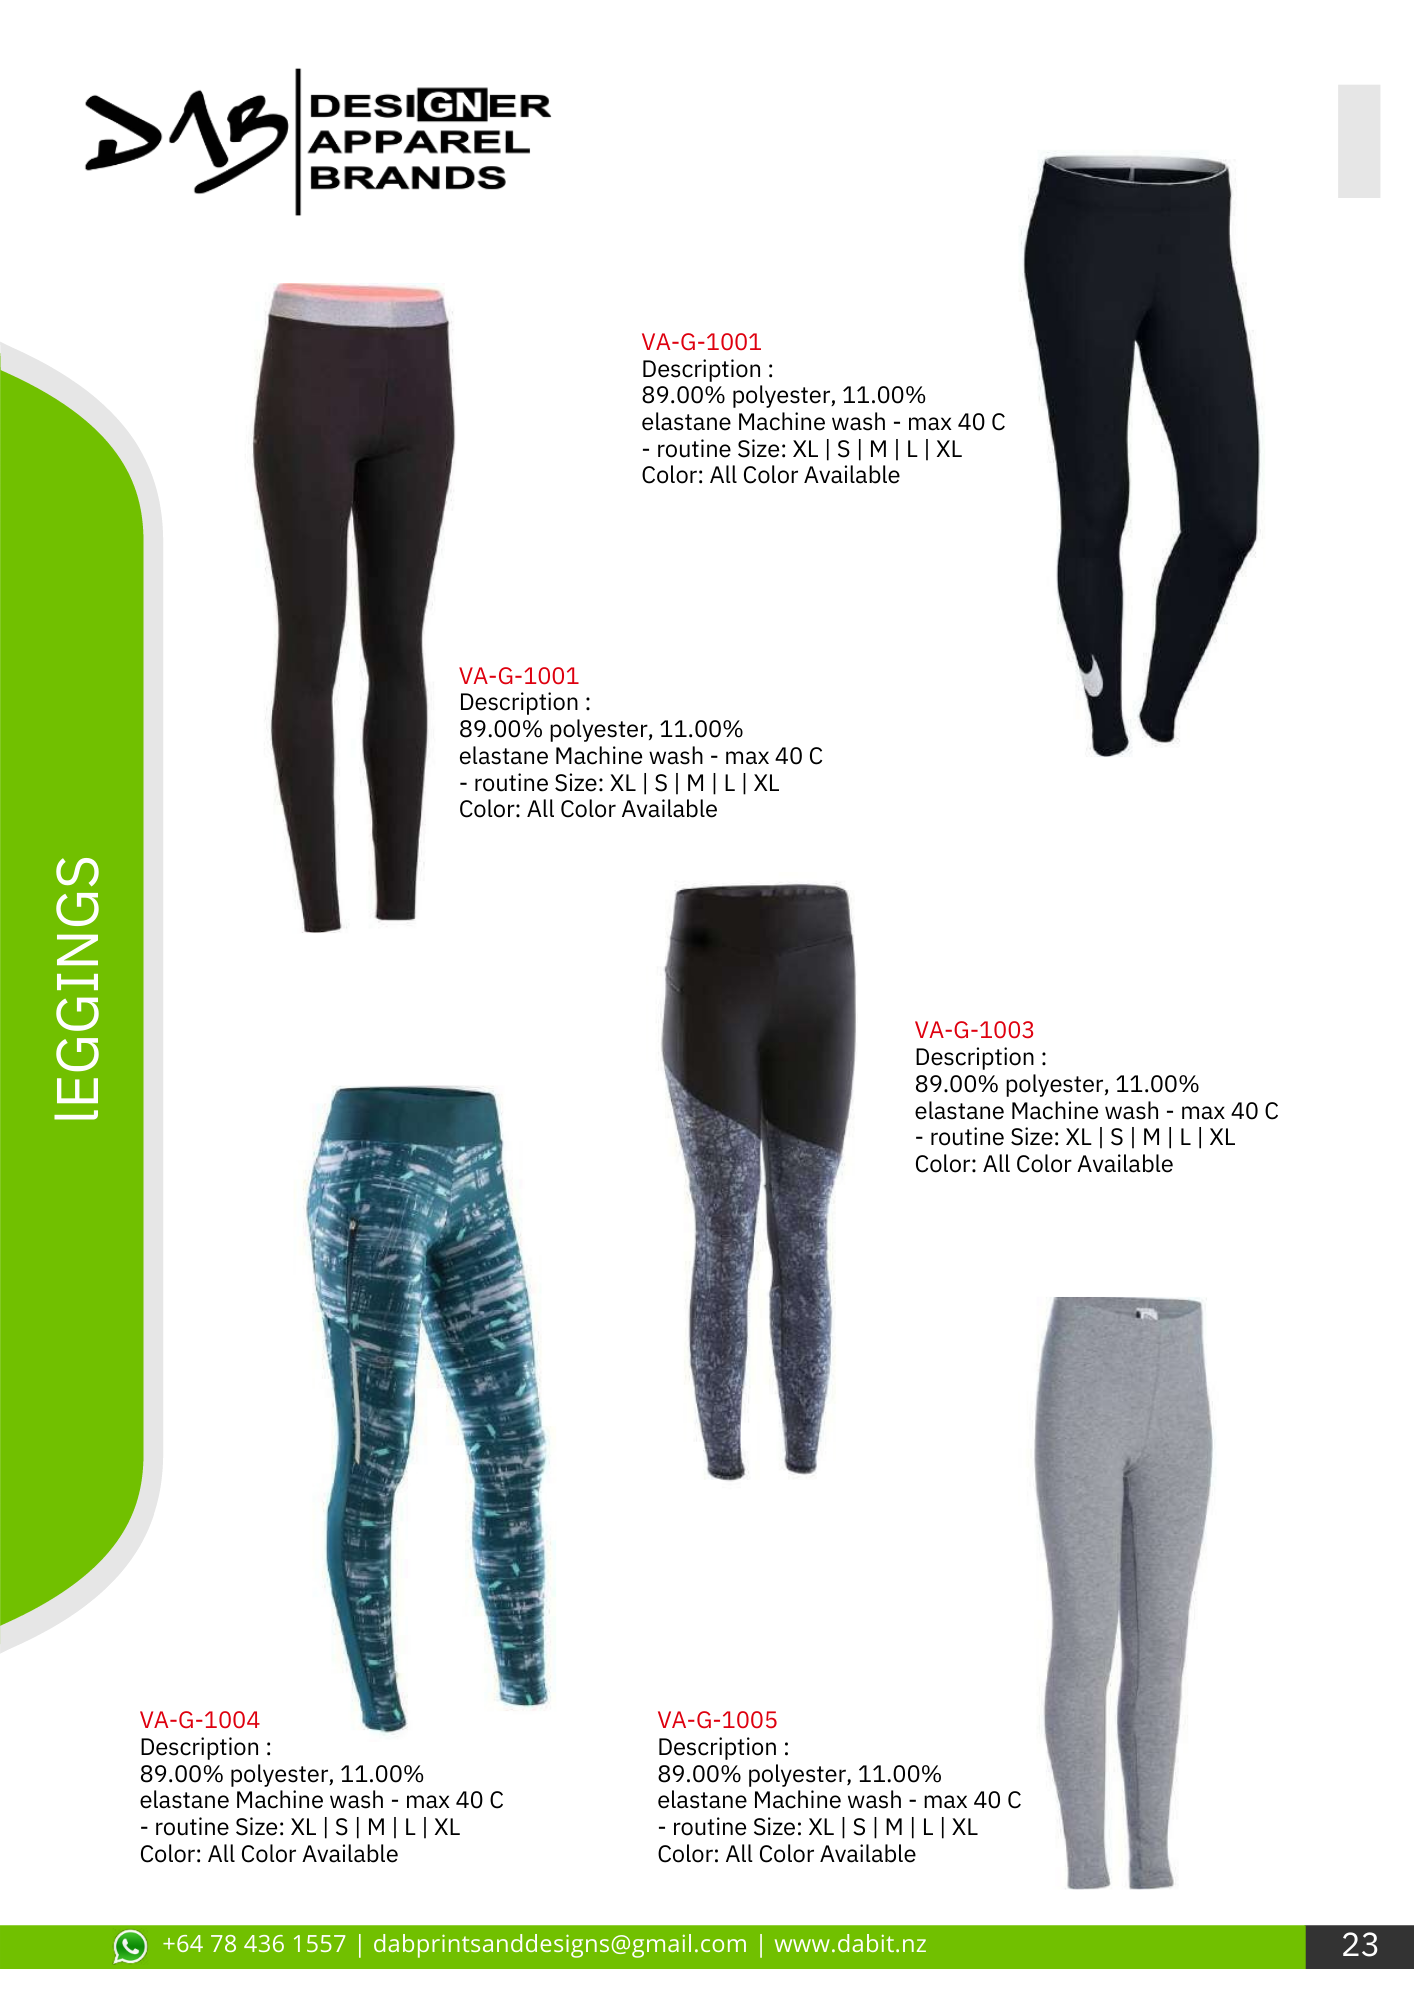 DAB
DESIGNER
APPAREL
BRANDS
VA-G-1001
Description :
89.00% polyester, 11.00%
elastane Machine wash - max 40 C
- routine Size: XL | S | M | L | XL
Color: All Color Available
VA-G-1001
Description :
89.00% polyester, 11.00%
elastane Machine wash - max 40 C
- routine Size: XL | S | M | L | XL
Color: All Color Available
lEGGINGS
VA-G-1003
Description :
89.00% polyester, 11.00%
elastane Machine wash - max 40 C
- routine Size: XL | S | M | L | XL
Color: All Color Available
VA-G-1004
Description :
89.00% polyester, 11.00%
elastane Machine wash - max 40 C
- routine Size: XL | S | M | L | XL
Color: All Color Available
VA-G-1005
Description :
89.00% polyester, 11.00%
elastane Machine wash - max 40 C
- routine Size: XL | S | M | L | XL
Color: All Color Available
+64 78 436 1557 | dabprintsanddesigns@gmail.com | www.dabit.nz
23